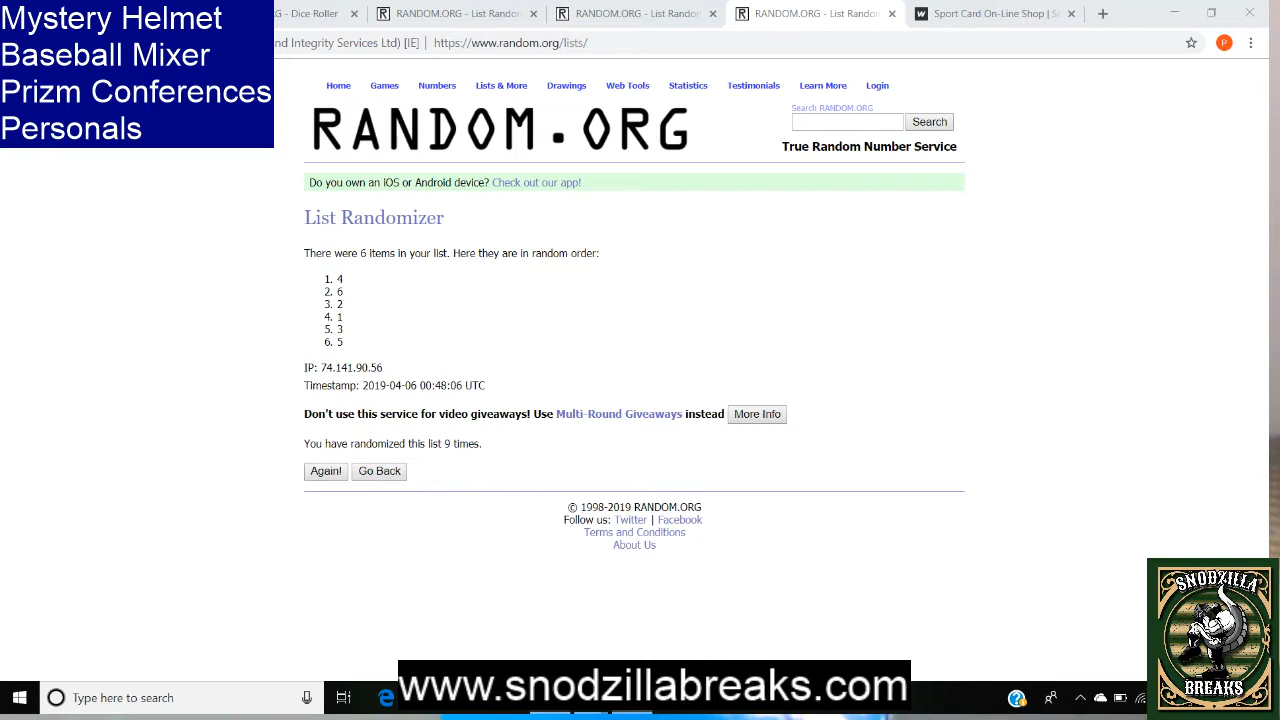 Mystery Helmet
Baseball Mixer
Prizm Conferences
Personals
- Dice Roller
RANDOM.ORG - List Randor
RANDOM.ORG - List Randor
RANDOM.ORG - List Randor
Sport Card On-Line Shop | S
nd Integrity Services Ltd) [IE] | https://www.random.org/lists/
P
Home Games Numbers Lists & More Drawings Web Tools Statistics Testimonials Learn More Login
RANDOM.ORG
Search RANDOM.ORG
Search
True Random Number Service
Do you own an iOS or Android device? Check out our app!
List Randomizer
There were 6 items in your list. Here they are in random order:
1. 4
2. 6
3. 2
4. 1
5. 3
6. 5
IP: 74.141.90.56
Timestamp: 2019-04-06 00:48:06 UTC
Don't use this service for video giveaways! Use Multi-Round Giveaways instead More Info
You have randomized this list 9 times.
Again! Go Back
© 1998-2019 RANDOM.ORG
Follow us: Twitter | Facebook
Terms and Conditions
About Us
SNODZILLA
BREAKS
Type here to search
www.snodzillabreaks.com